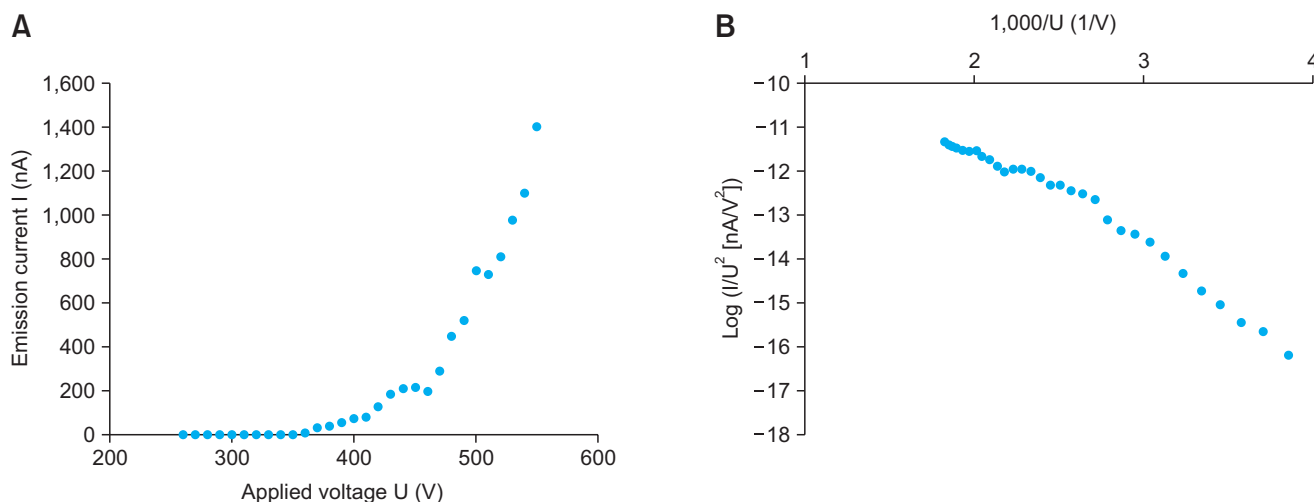 A
Emission current I (nA)
1,600
1,400
1,200
1,000
800
600
400
200
0
200 300 400 500 600
Applied voltage U (V)
B
1,000/U (1/V)
1 2 3 4
Log (I/U² [nA/V²])
−10
−11
−12
−13
−14
−15
−16
−17
−18